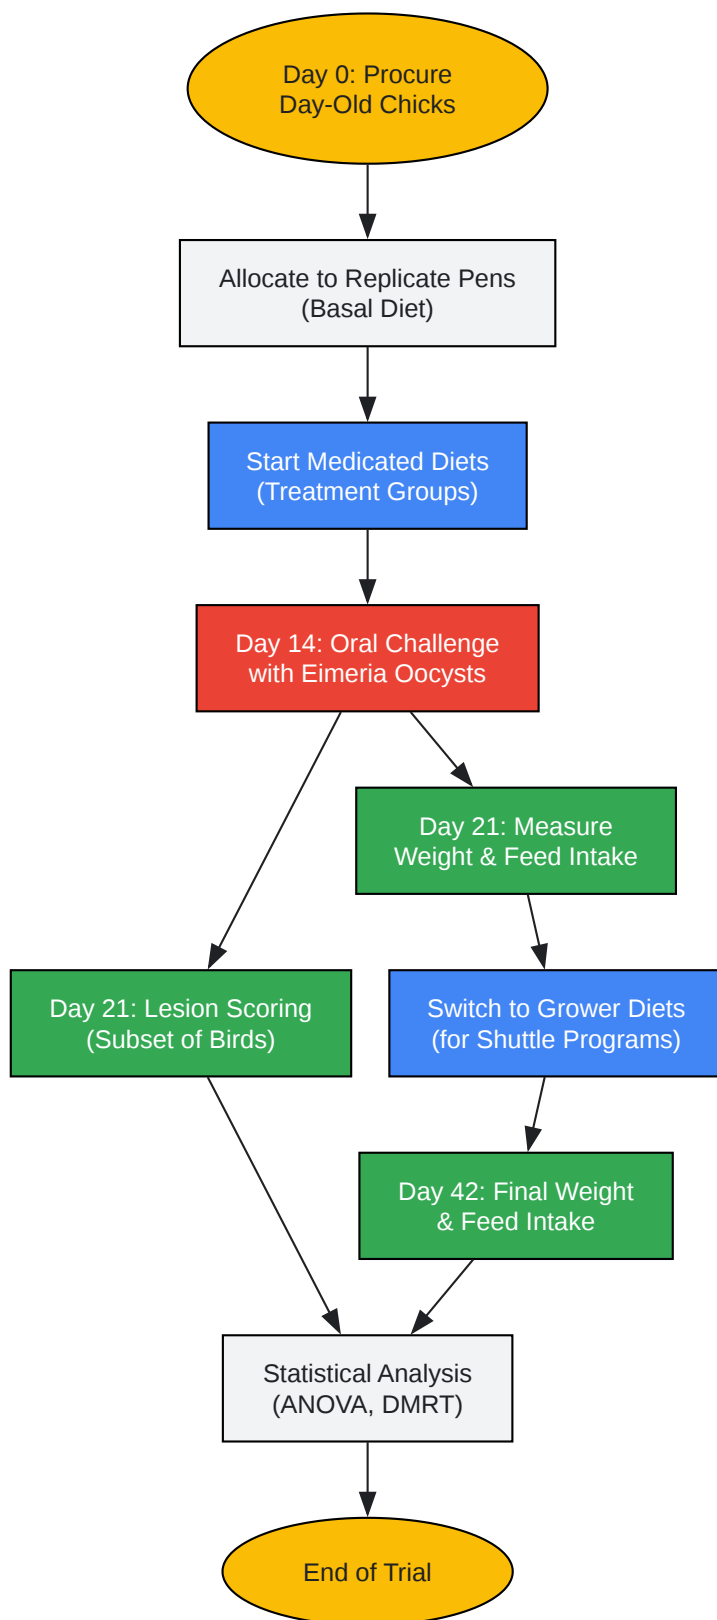 Day 0: Procure
Day-Old Chicks
Allocate to Replicate Pens
(Basal Diet)
Start Medicated Diets
(Treatment Groups)
Day 14: Oral Challenge
with Eimeria Oocysts
Day 21: Measure
Weight & Feed Intake
Day 21: Lesion Scoring
(Subset of Birds)
Switch to Grower Diets
(for Shuttle Programs)
Day 42: Final Weight
& Feed Intake
Statistical Analysis
(ANOVA, DMRT)
End of Trial